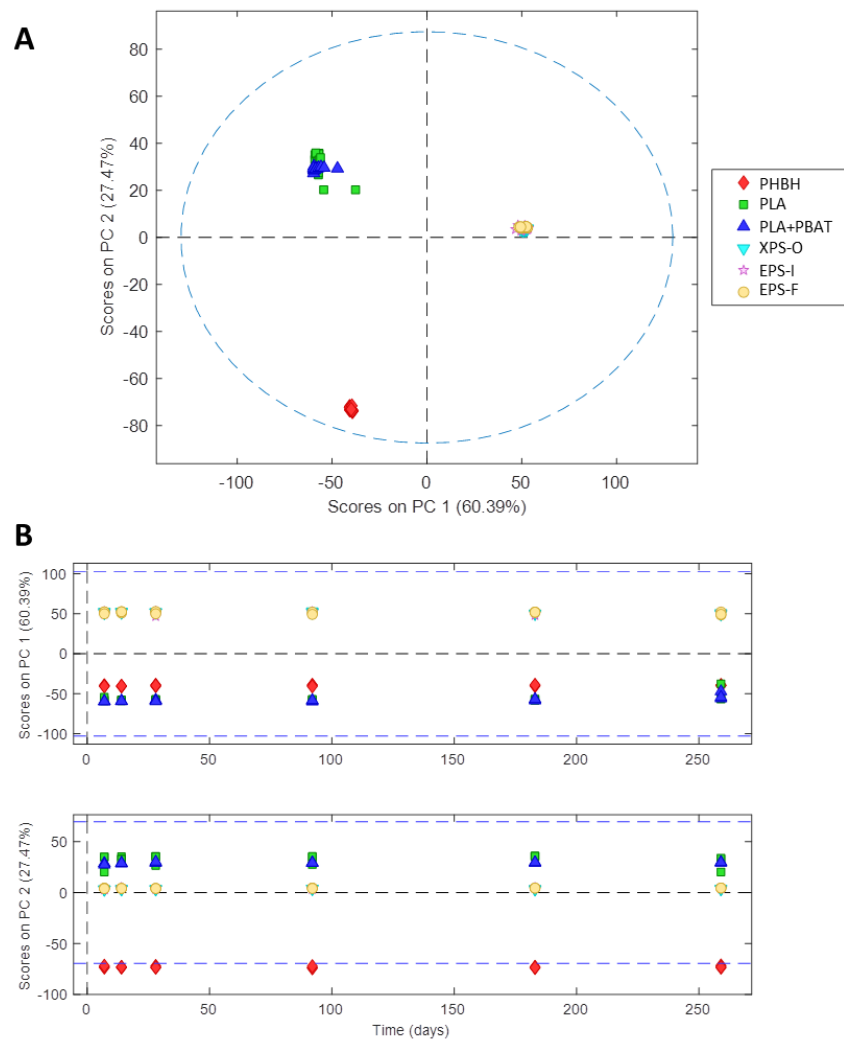 A
80
60
40
20
0
-20
-40
-60
-80
Scores on PC 2 (27.47%)
-100
-50
0
50
100
Scores on PC 1 (60.39%)
PHBH
PLA
PLA+PBAT
XPS-O
EPS-I
EPS-F
B
100
50
0
-50
-100
Scores on PC 1 (60.39%)
0
50
100
150
200
250
50
0
-50
-100
Scores on PC 2 (27.47%)
0
50
100
150
200
250
Time (days)